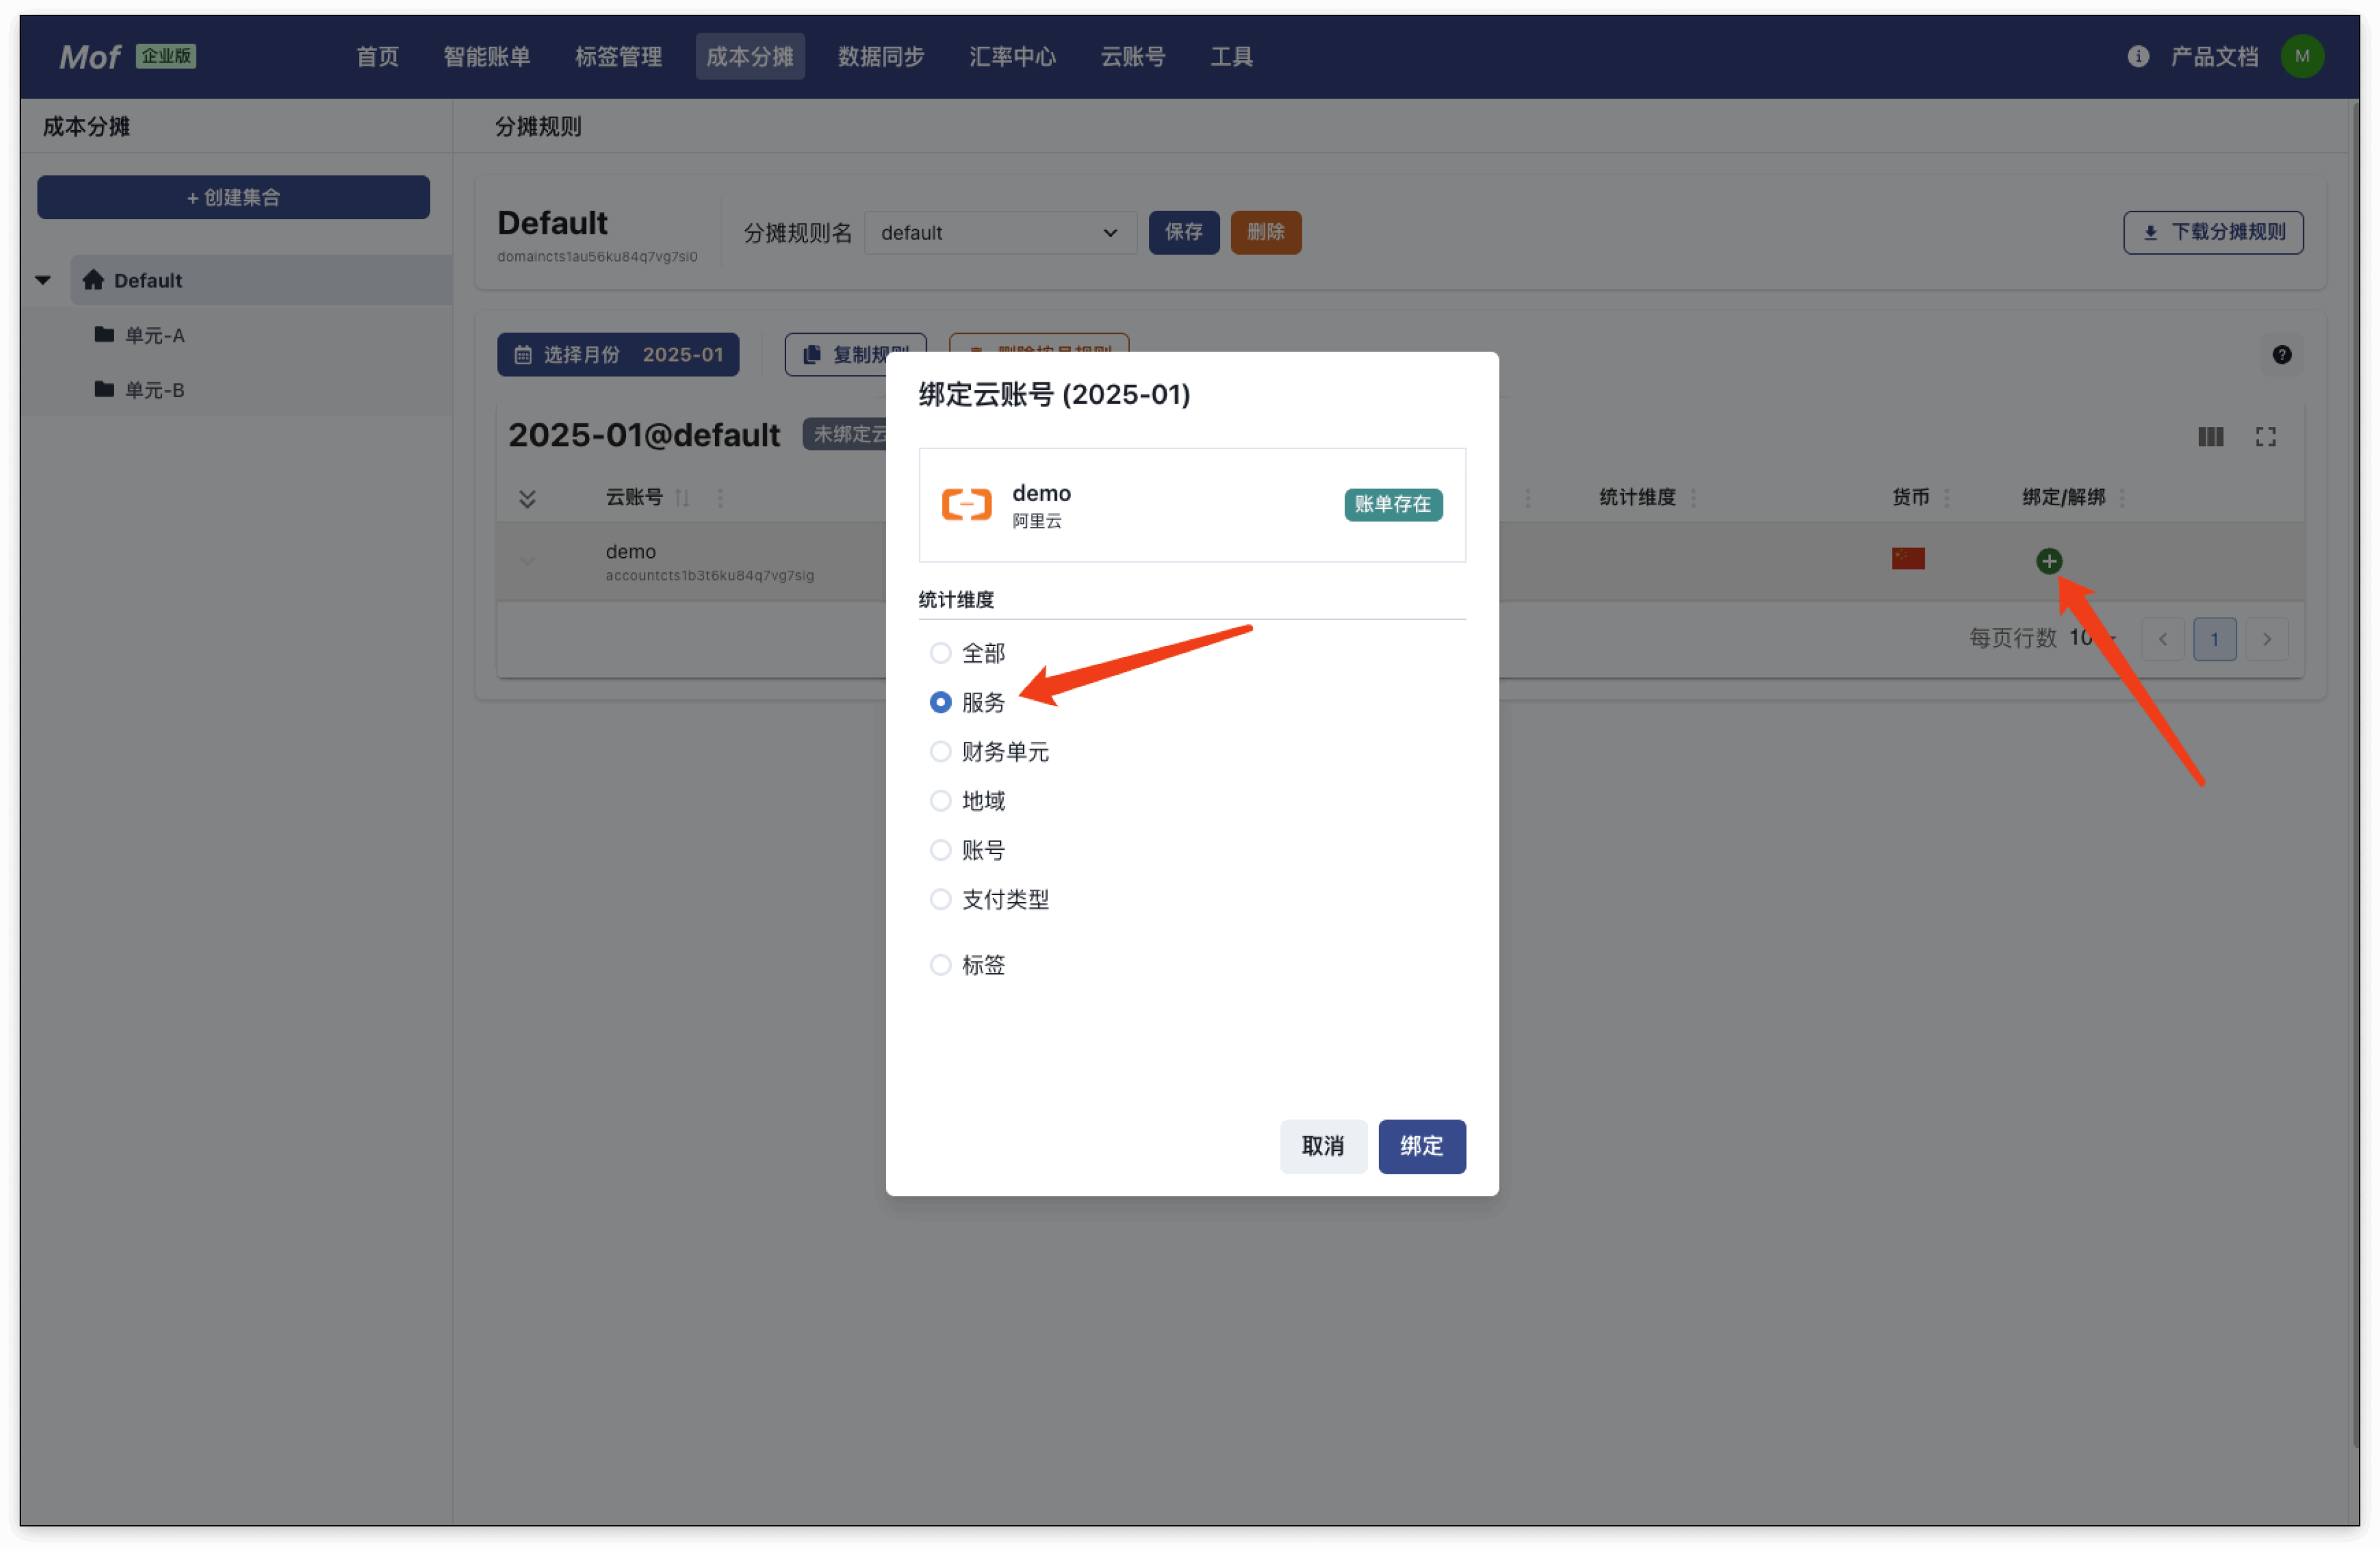 Mof 企业版 首页 智能账单 标签管理 成本分摊 数据同步 汇率中心 云账号 工具 产品文档 M
成本分摊
分摊规则
+ 创建集合
Default
单元-A
单元-B
Default
domaincts1au56ku84q7vg7si0
分摊规则名 default 保存 删除 下载分摊规则
选择月份 2025-01 复制规则
2025-01@default 未绑定云
云账号 统计维度 货币 绑定/解绑
demo
accountcts1b3t6ku84q7vg7sig
每页行数 10 1
绑定云账号 (2025-01)
demo
阿里云
账单存在
统计维度
全部
服务
财务单元
地域
账号
支付类型
标签
取消 绑定